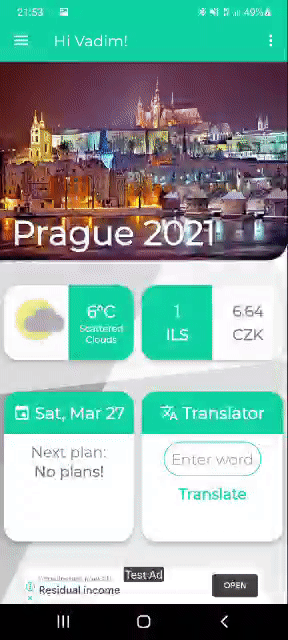 21:53
49%
Hi Vadim!
Prague 2021
6°C
Scattered
Clouds
1
ILS
6.64
CZK
Sat, Mar 27
Next plan:
No plans!
Translator
Enter word
Translate
Test Ad
Residual income
OPEN